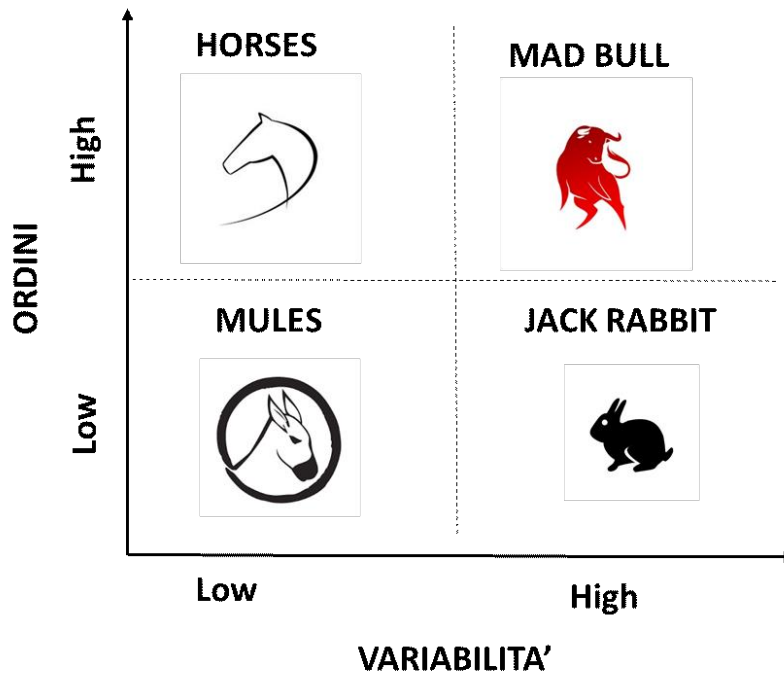 HORSES
MAD BULL
High
ORDINI
MULES
JACK RABBIT
Low
Low
High
VARIABILITA’